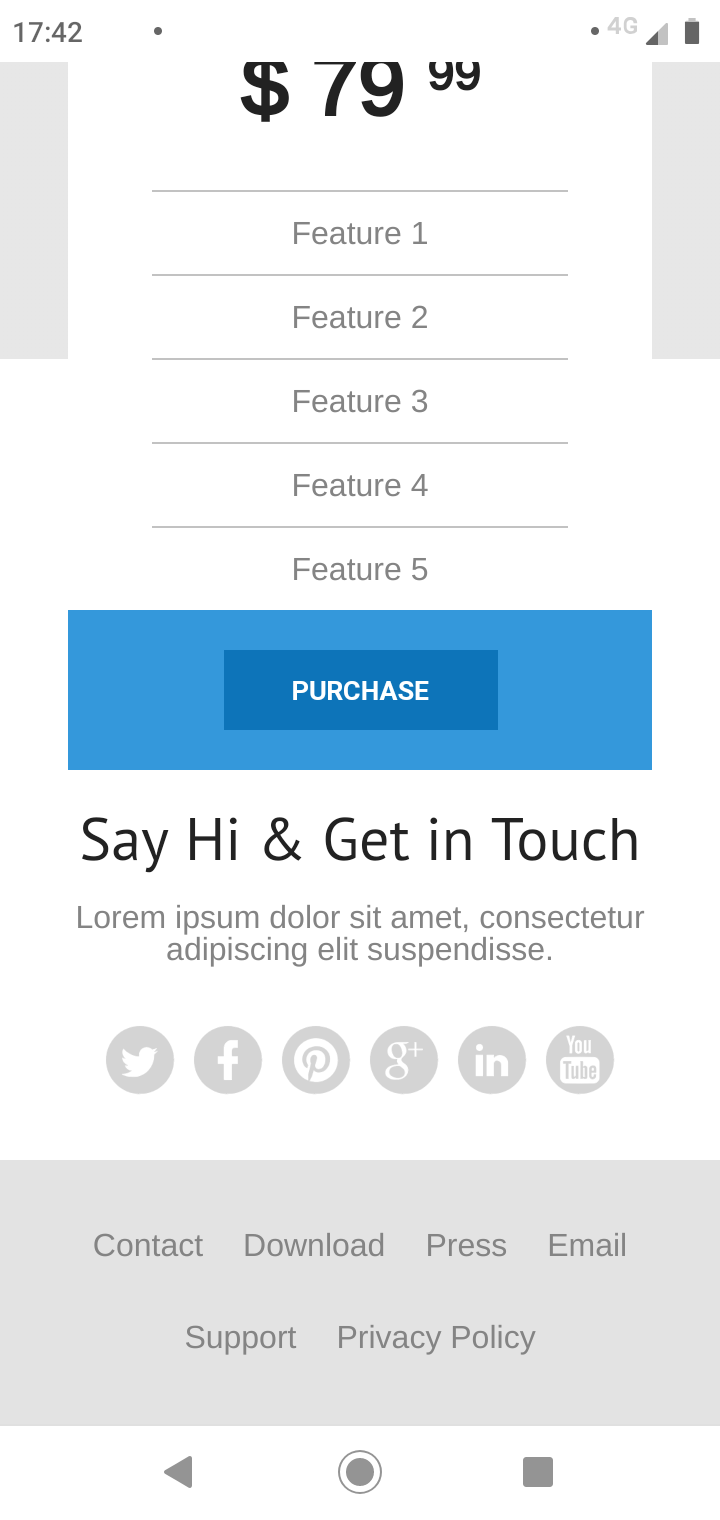 17:42 4G
$ 79 99
Feature 1
Feature 2
Feature 3
Feature 4
Feature 5
PURCHASE
Say Hi & Get in Touch
Lorem ipsum dolor sit amet, consectetur
adipiscing elit suspendisse.
f g+ in You Tube
Contact Download Press Email
Support Privacy Policy